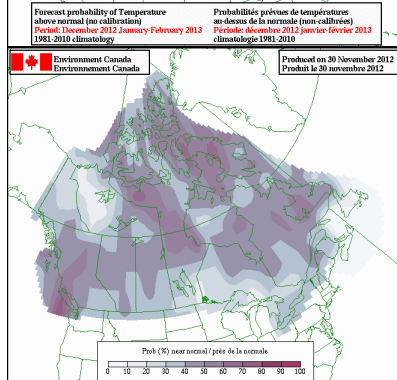 Forecast probability of Temperature
above normal (no calibration)
Period: December 2012 January-February 2013
1981-2010 climatology
Probabilités prévues de températures
au-dessus de la normale (non-calibrées)
Période: décembre 2012 janvier-février 2013
climatologie 1981-2010
Environment Canada
Environnement Canada
Produced on 30 November 2012
Produit le 30 novembre 2012
Prob (%) near normal / près de la normale
0 10 20 30 40 50 60 70 80 90 100